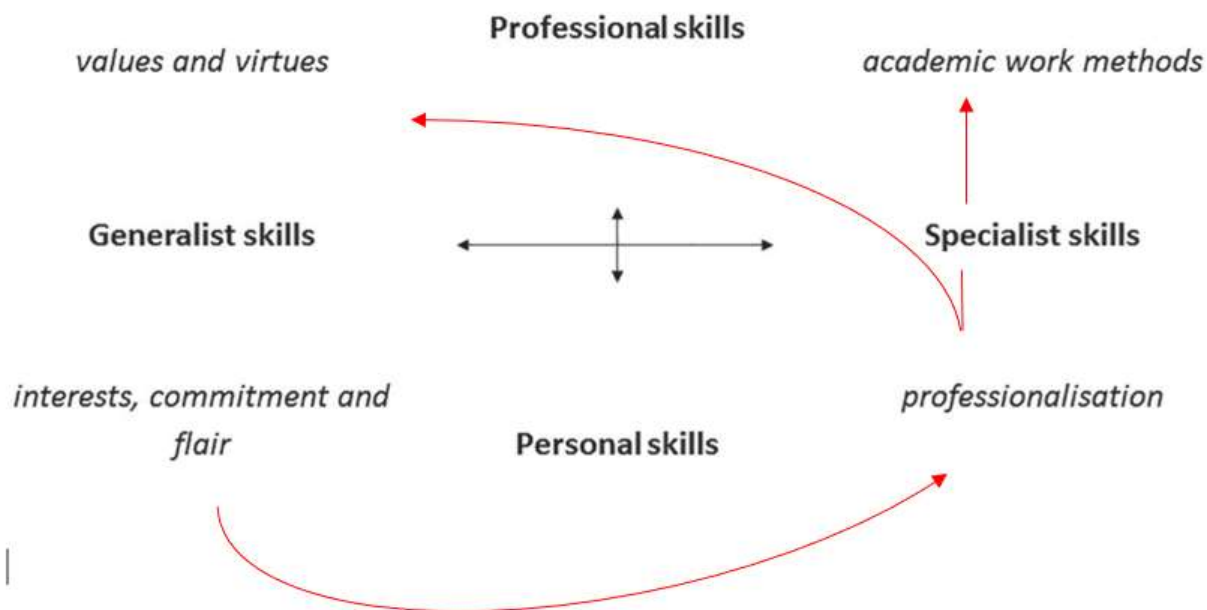 Professional skills
values and virtues
academic work methods
Generalist skills
Specialist skills
interests, commitment and
flair
professionalisation
Personal skills